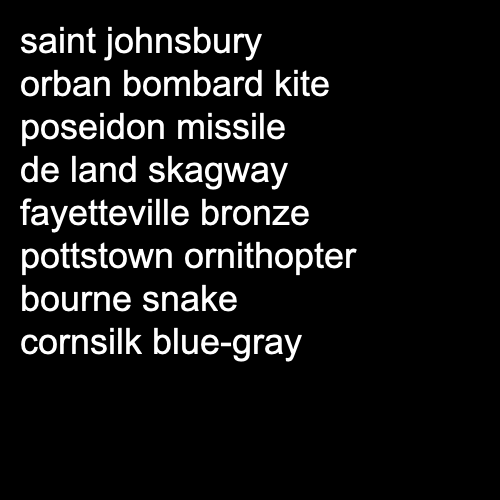 saint johnsbury
orban bombard kite
poseidon missile
de land skagway
fayetteville bronze
pottstown ornithopter
bourne snake
cornsilk blue-gray